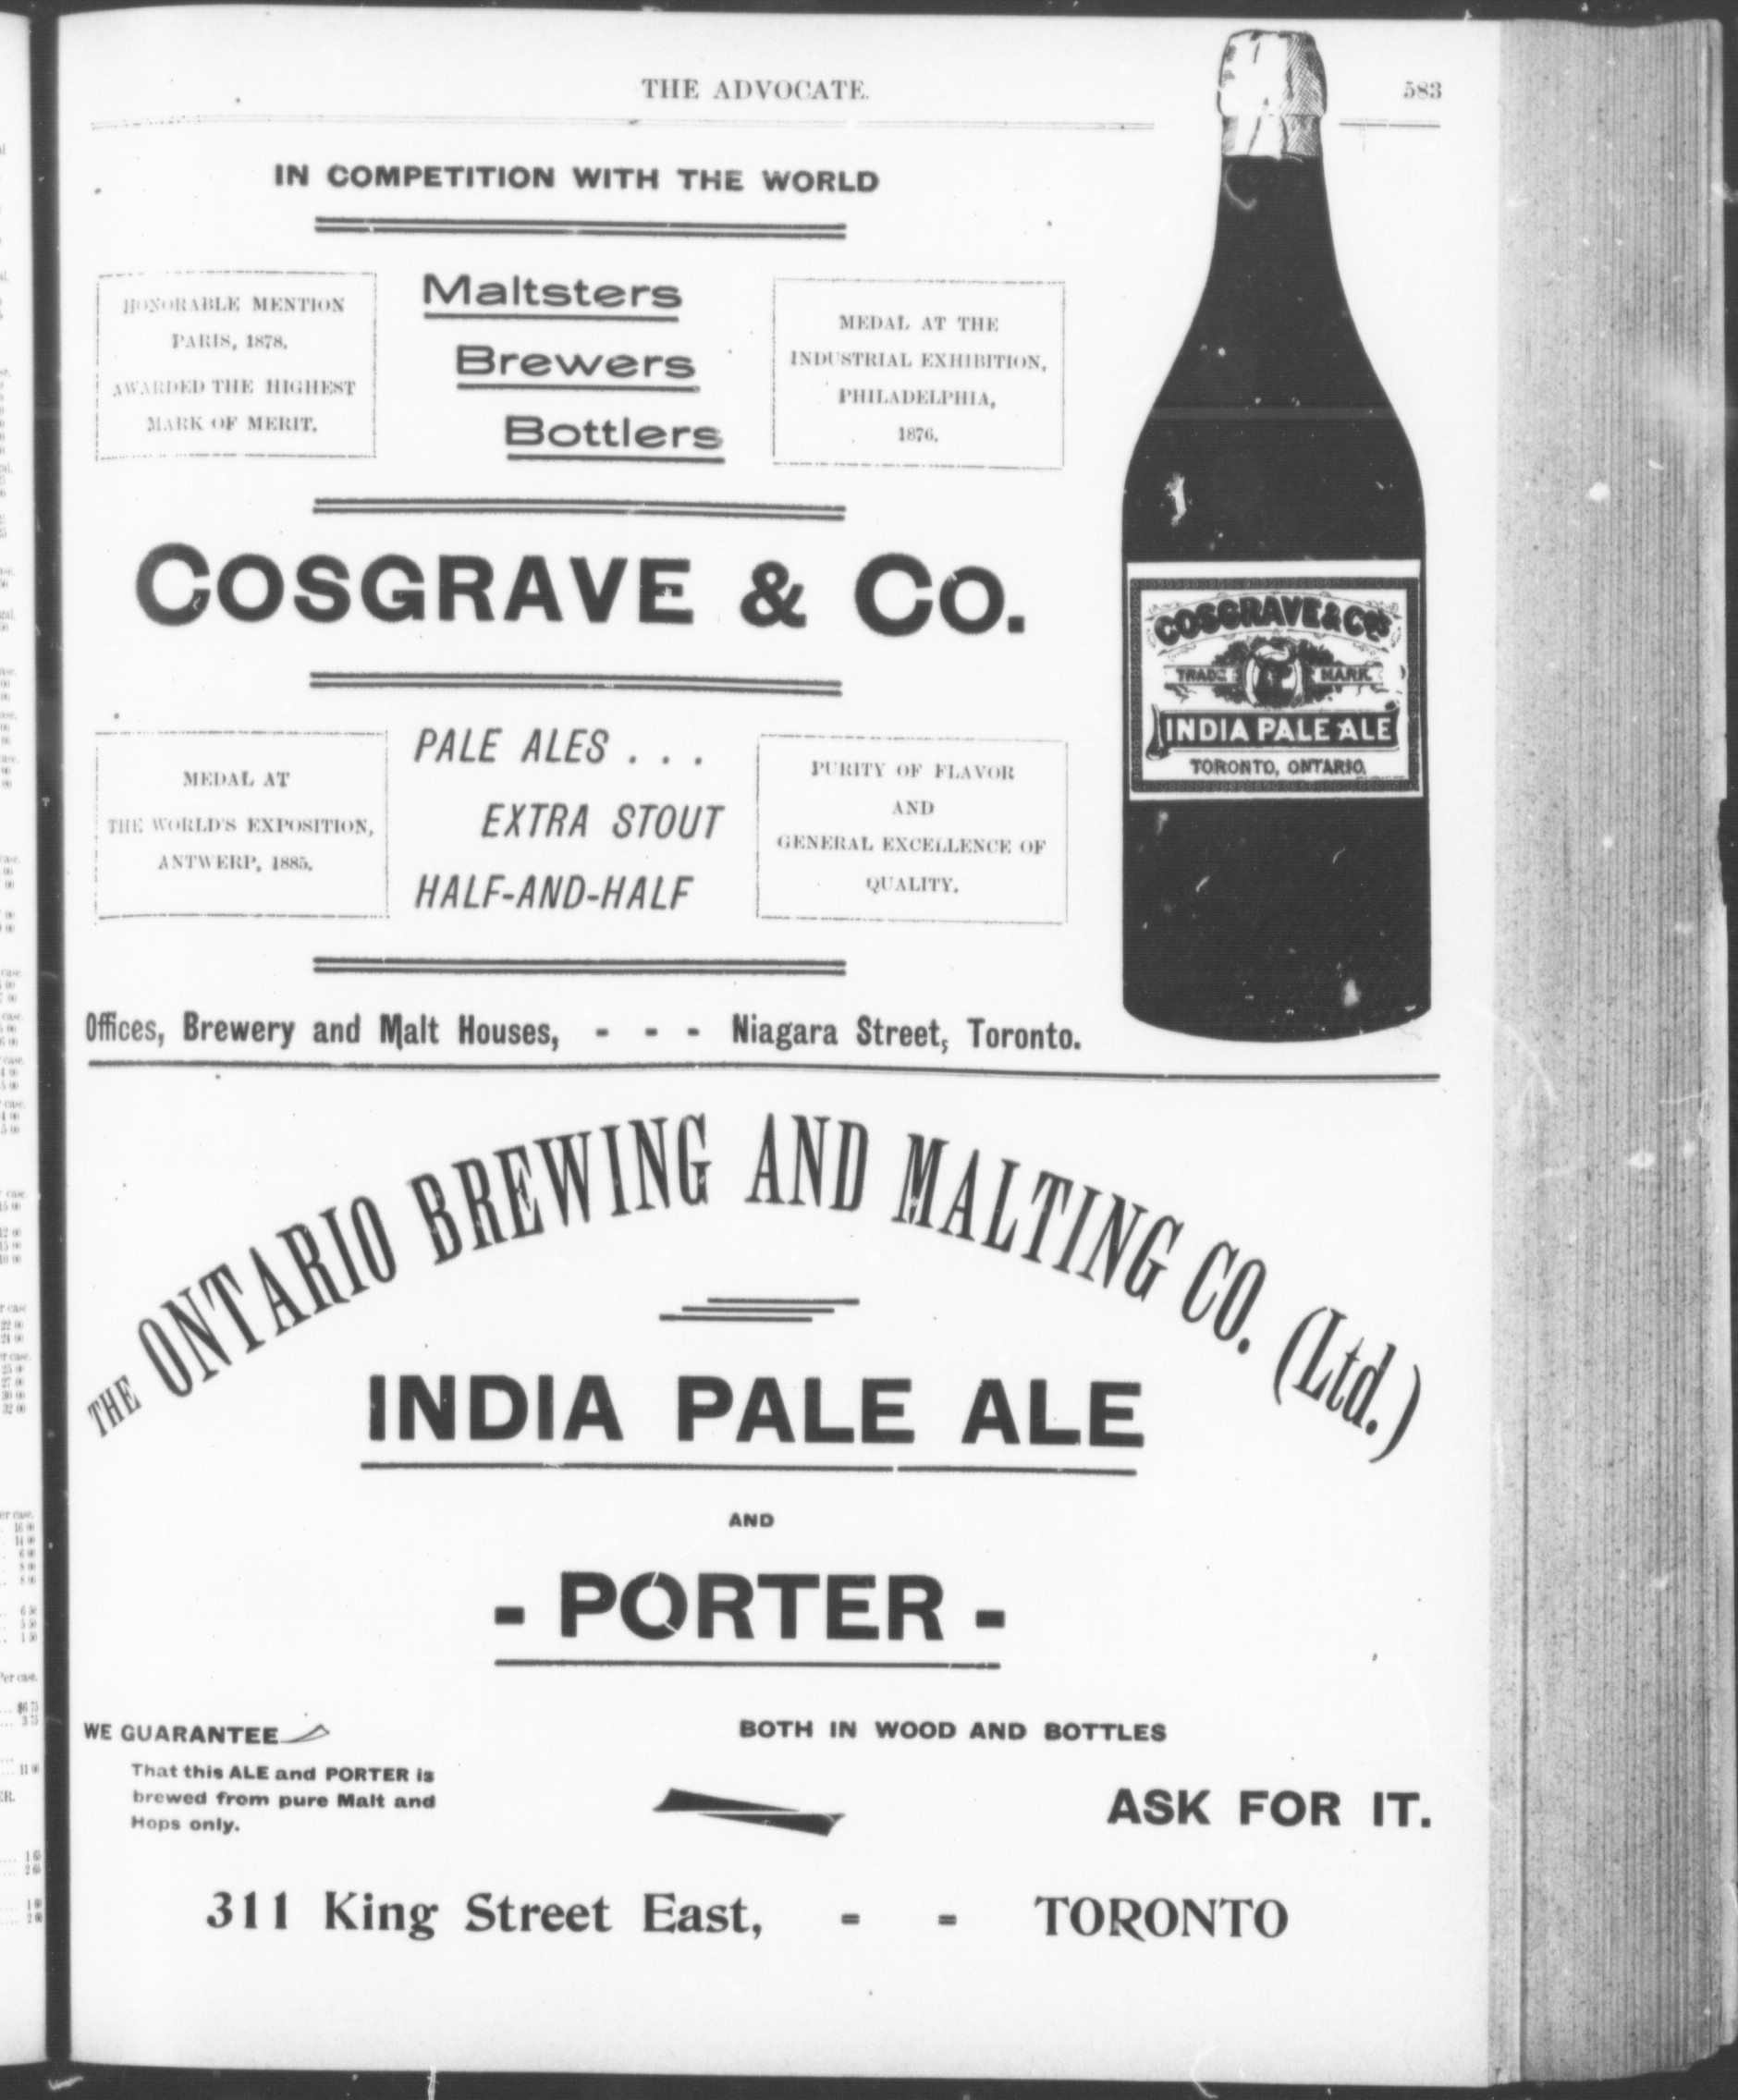 THE ADVOCATE.
583
IN COMPETITION WITH THE WORLD
HONORABLE MENTION
PARIS, 1878.
AWARDED THE HIGHEST
MARK OF MERIT.
Maltsters
Brewers
Bottlers
MEDAL AT THE
INDUSTRIAL EXHIBITION,
PHILADELPHIA,
1876.
COSGRAVE & CO.
MEDAL AT
THE WORLD'S EXPOSITION,
ANTWERP, 1885.
PALE ALES . . .
EXTRA STOUT
HALF-AND-HALF
PURITY OF FLAVOR
AND
GENERAL EXCELLENCE OF
QUALITY.
COSGRAVE & CO'S
TRADE MARK
INDIA PALE ALE
TORONTO, ONTARIO.
Offices, Brewery and Malt Houses, - - - Niagara Street, Toronto.
THE ONTARIO BREWING AND MALTING CO. (Ltd.)
INDIA PALE ALE
AND
- PORTER -
WE GUARANTEE
That this ALE and PORTER is
brewed from pure Malt and
Hops only.
BOTH IN WOOD AND BOTTLES
ASK FOR IT.
311 King Street East, - - TORONTO